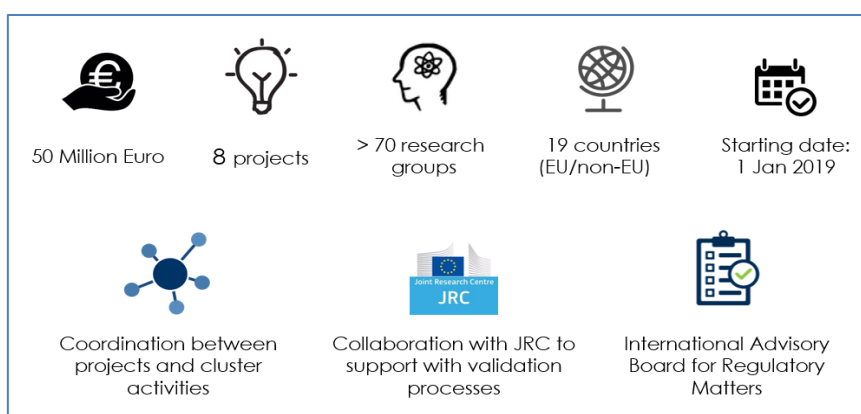 50 Million Euro
8 projects
> 70 research
groups
19 countries
(EU/non-EU)
Starting date:
1 Jan 2019
Joint Research Centre
JRC
Coordination between
projects and cluster
activities
Collaboration with JRC to
support with validation
processes
International Advisory
Board for Regulatory
Matters